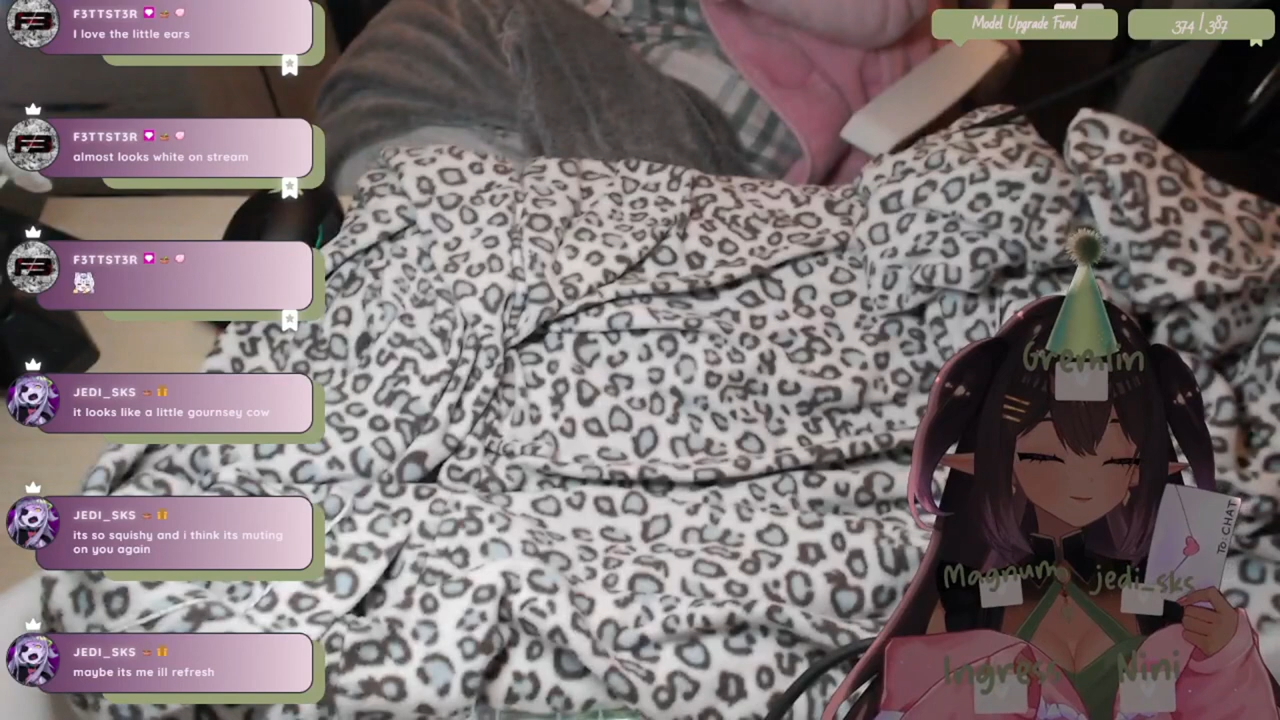 F3TTST3R
I love the little ears
F3TTST3R
almost looks white on stream
F3TTST3R
JEDI_SKS
it looks like a little gournsey cow
JEDI_SKS
its so squishy and i think its muting
on you again
JEDI_SKS
maybe its me ill refresh
Model Upgrade Fund
374 / 387
Gremlin
TO: CHAT
Magnum
jedi_sks
Ingress
Nini